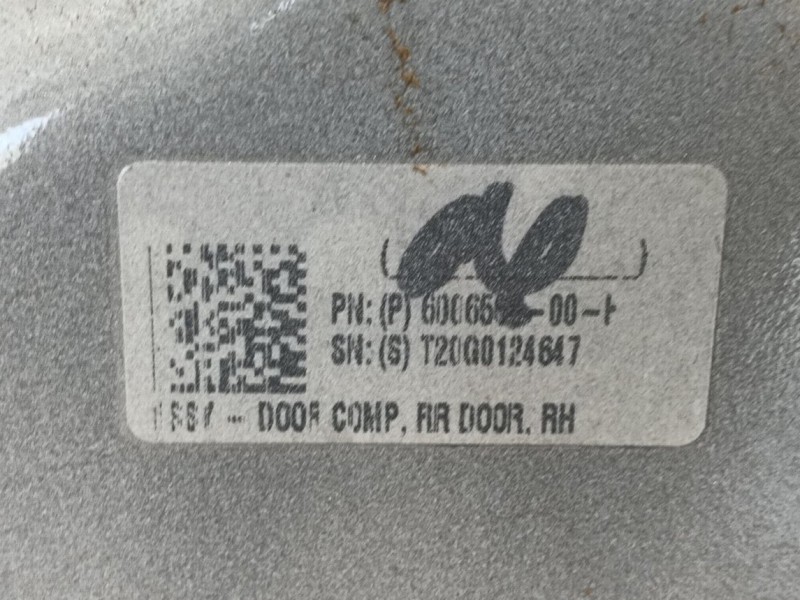 PN: (P)
SN: (S) T20G0124647
- DOOR COMP, RR DOOR, RH